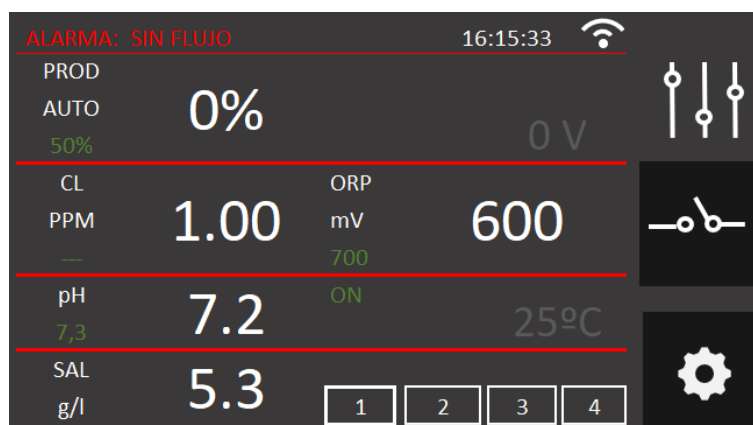 ALARMA: SIN FLUJO 16:15:33
PROD
AUTO 0%
50% 0 V
CL ORP
PPM 1.00 mV 600
--- 700
pH ON
7,3 7.2 25ºC
SAL
g/l 5.3 1 2 3 4